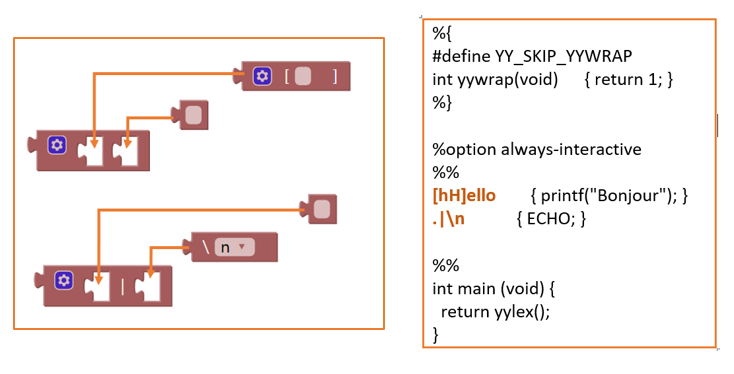 [ ]
\ n
|
%{
#define YY_SKIP_YYWRAP
int yywrap(void) { return 1; }
%}
%option always-interactive
%%
[hH]ello { printf("Bonjour"); }
.|\n { ECHO; }
%%
int main (void) {
return yylex();
}